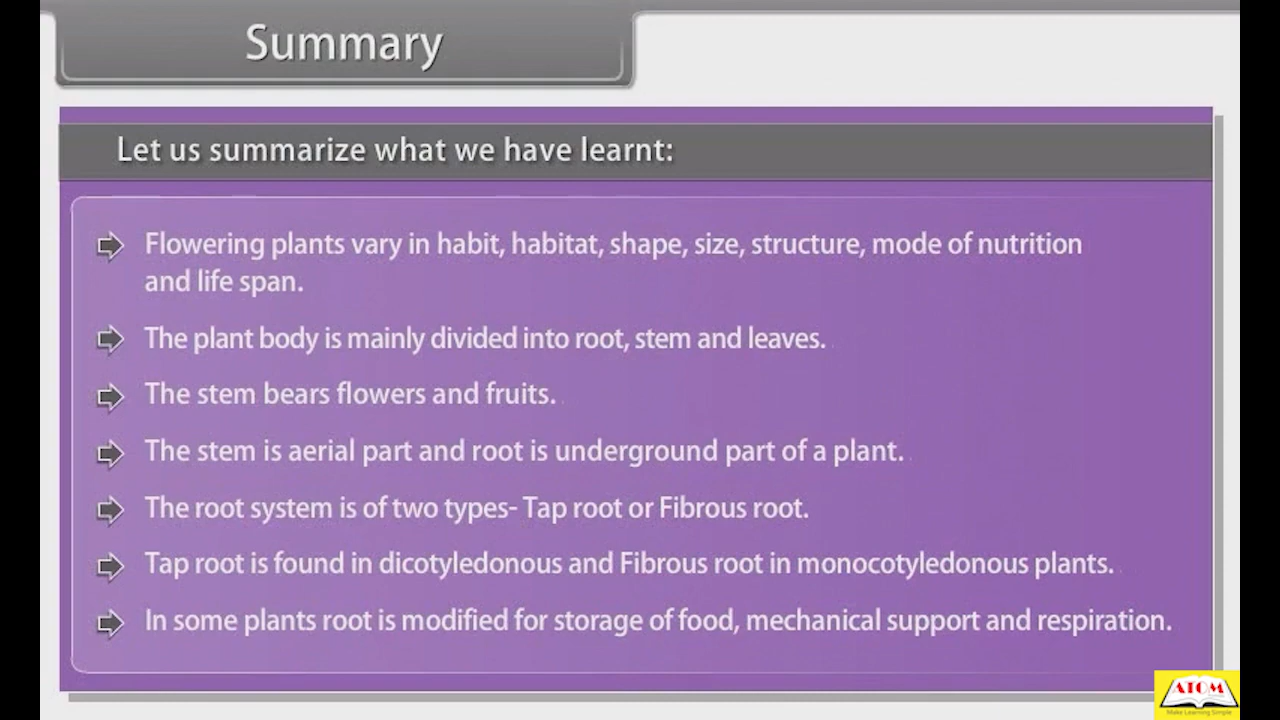 Summary
Let us summarize what we have learnt:
Flowering plants vary in habit, habitat, shape, size, structure, mode of nutrition
and life span.
The plant body is mainly divided into root, stem and leaves.
The stem bears flowers and fruits.
The stem is aerial part and root is underground part of a plant.
The root system is of two types- Tap root or Fibrous root.
Tap root is found in dicotyledonous and Fibrous root in monocotyledonous plants.
In some plants root is modified for storage of food, mechanical support and respiration.
ATOM
Make Learning Simple